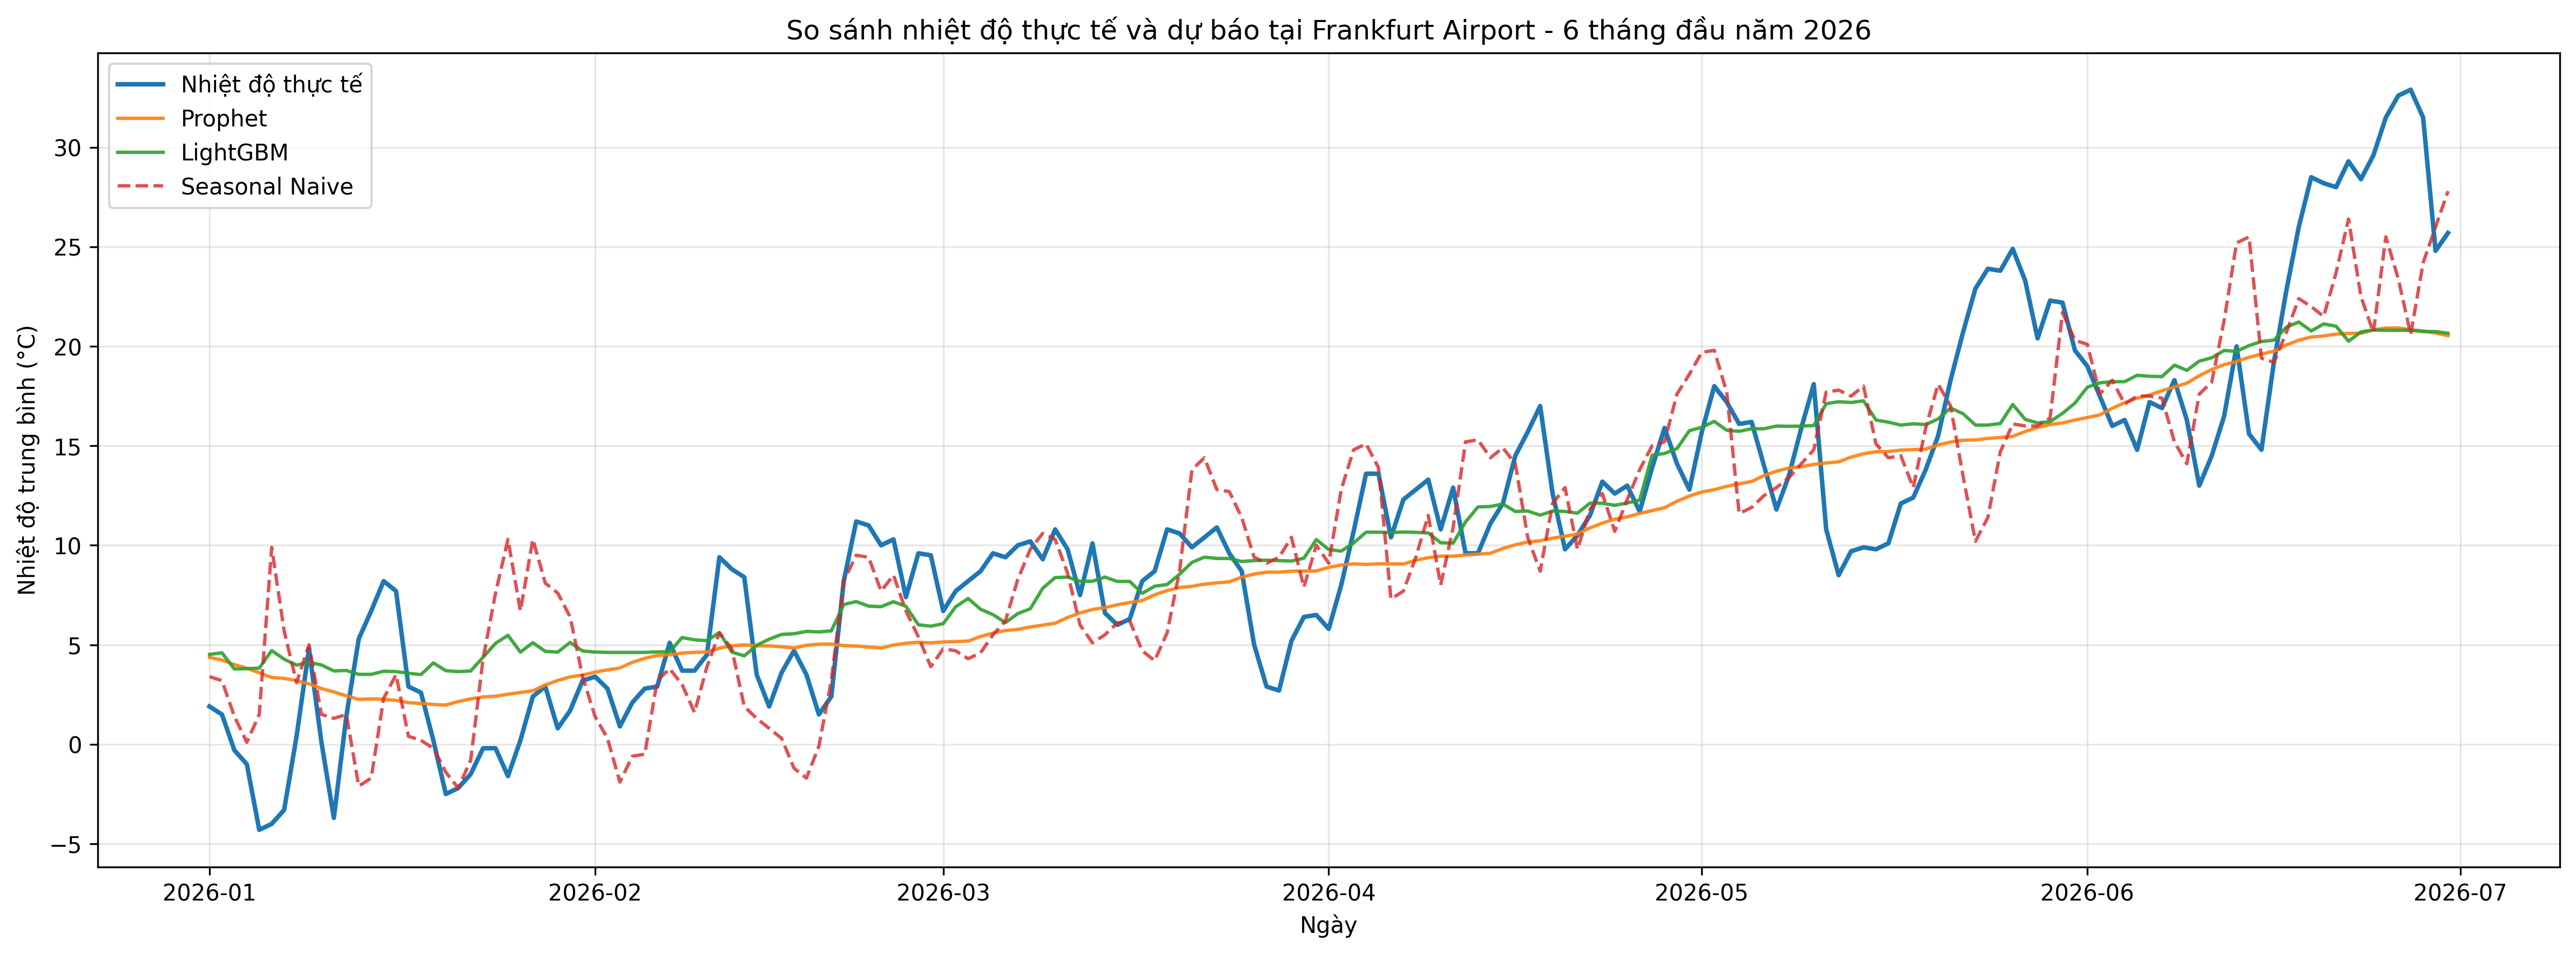 So sánh nhiệt độ thực tế và dự báo tại Frankfurt Airport - 6 tháng đầu năm 2026
Nhiệt độ thực tế
Prophet
LightGBM
Seasonal Naive
Nhiệt độ trung bình (°C)
30
25
20
15
10
5
0
−5
2026-01
2026-02
2026-03
2026-04
2026-05
2026-06
2026-07
Ngày